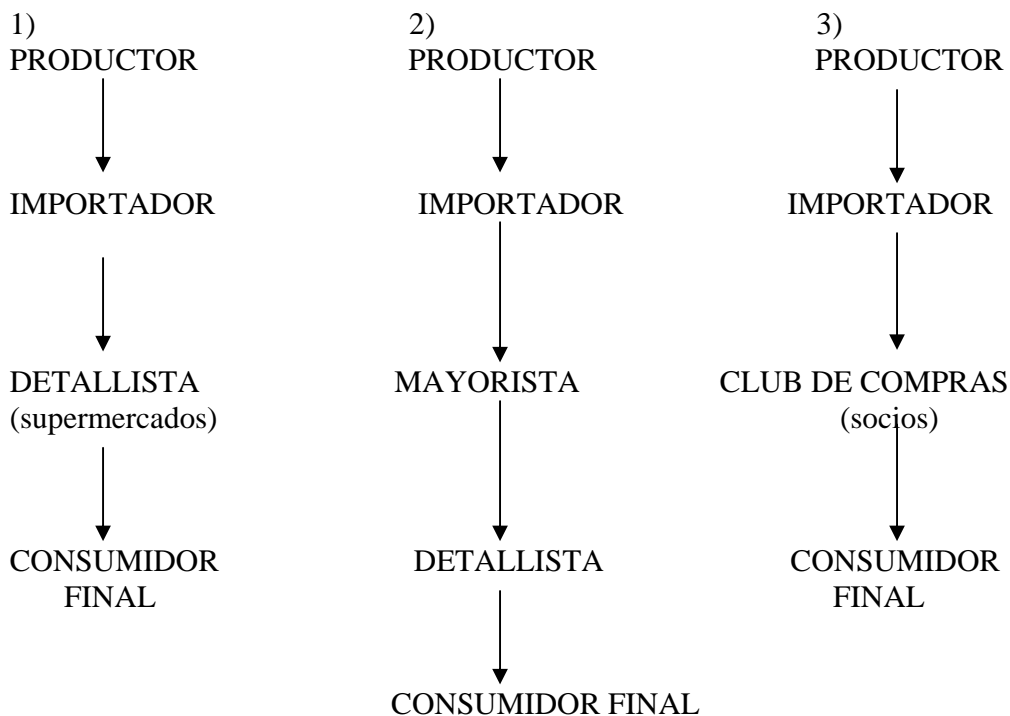 1)
PRODUCTOR
IMPORTADOR
DETALLISTA
(supermercados)
CONSUMIDOR
FINAL
2)
PRODUCTOR
IMPORTADOR
MAYORISTA
DETALLISTA
CONSUMIDOR FINAL
3)
PRODUCTOR
IMPORTADOR
CLUB DE COMPRAS
(socios)
CONSUMIDOR
FINAL